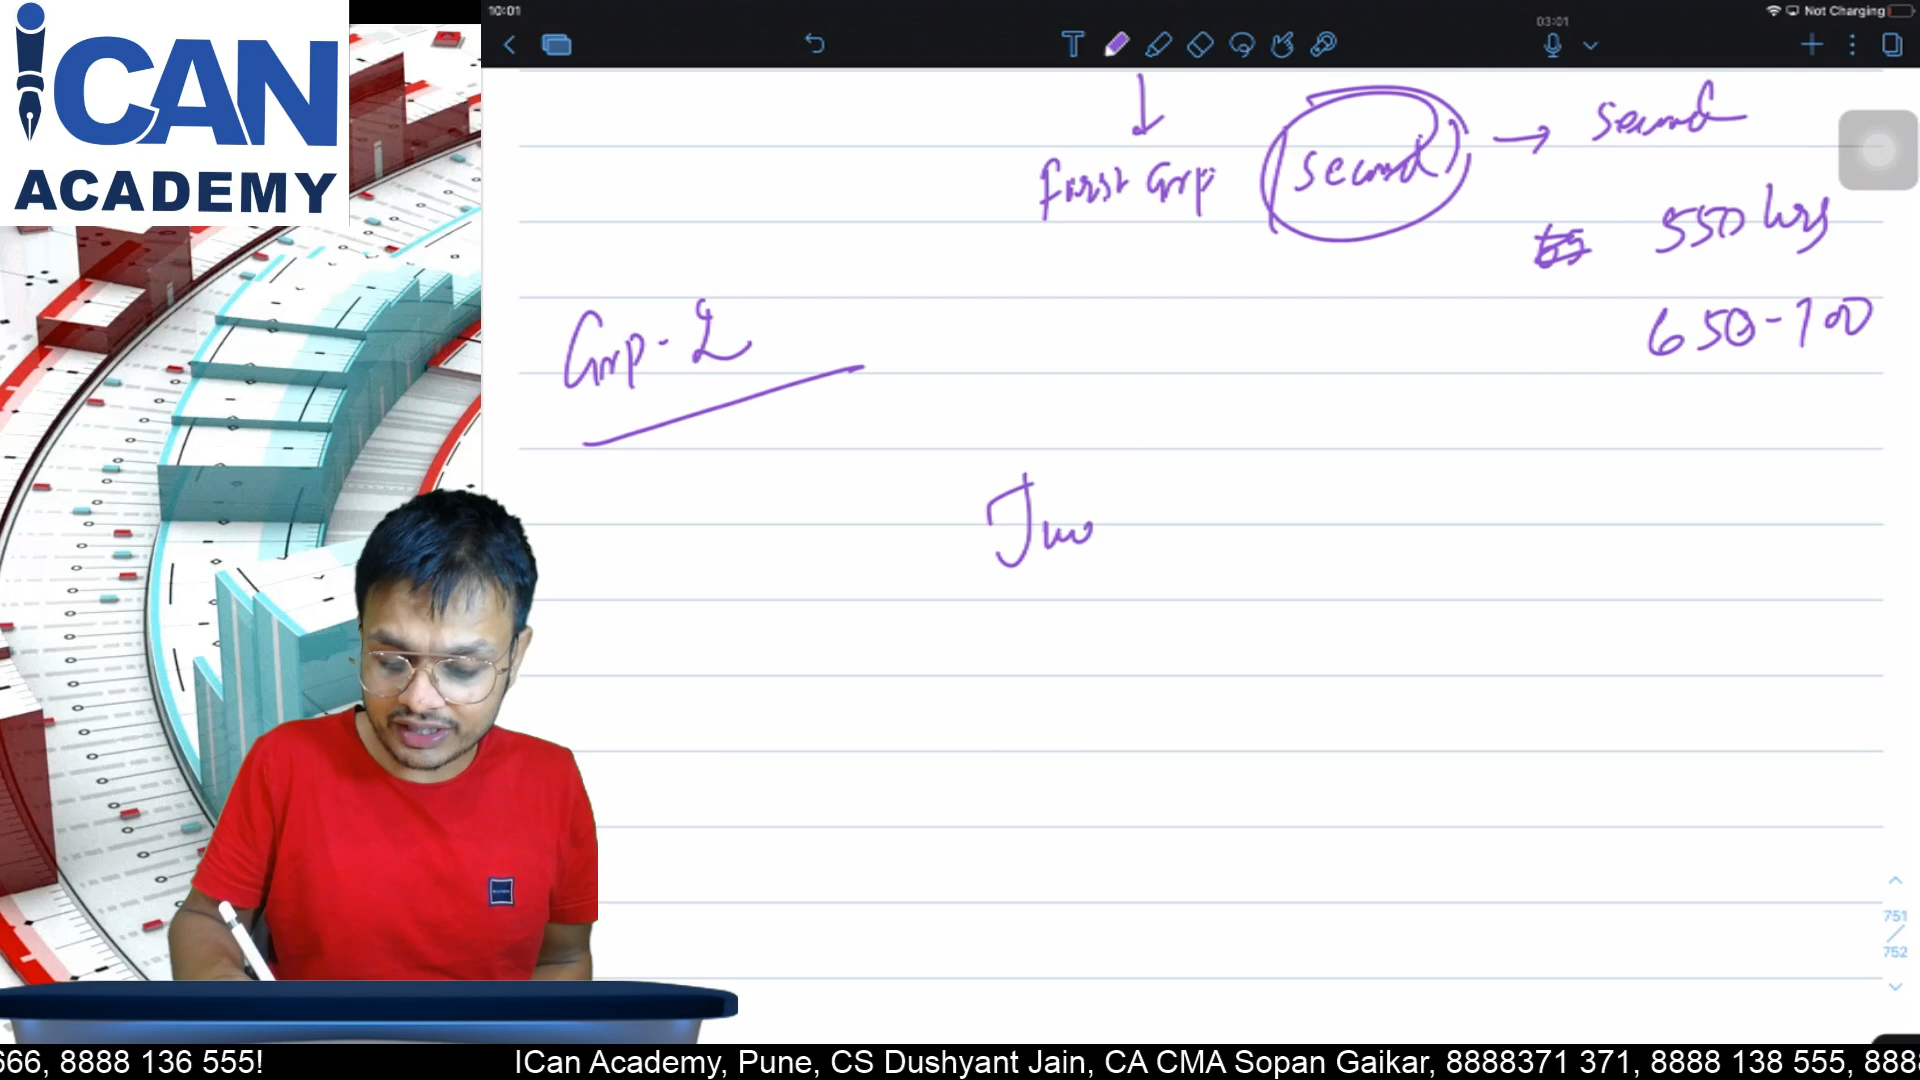 iCAN
ACADEMY
10:01
Not Charging
03:01
T
First Grp
second
→ second
550 hrs
650-700
Grp-2
751
752
666, 8888 136 555!
ICan Academy, Pune, CS Dushyant Jain, CA CMA Sopan Gaikar, 8888371 371, 8888 138 555, 888